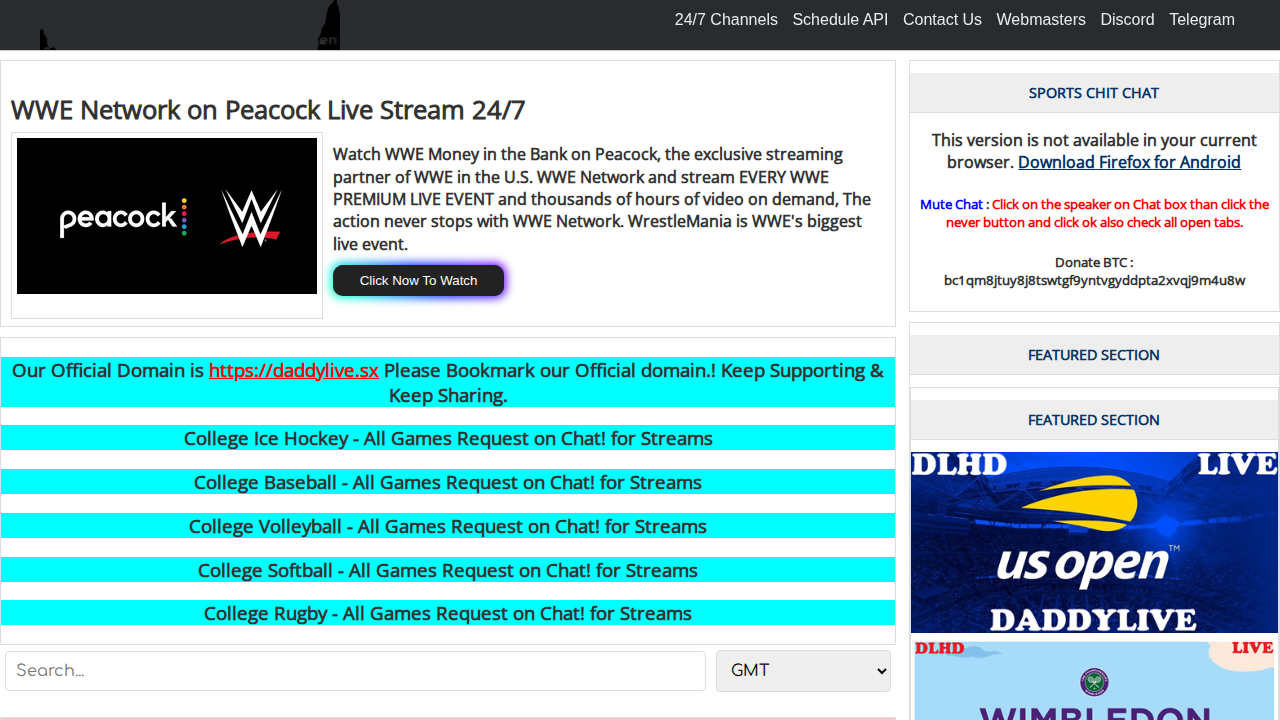 24/7 Channels Schedule API Contact Us Webmasters Discord Telegram
WWE Network on Peacock Live Stream 24/7
peacock
Watch WWE Money in the Bank on Peacock, the exclusive streaming
partner of WWE in the U.S. WWE Network and stream EVERY WWE
PREMIUM LIVE EVENT and thousands of hours of video on demand, The
action never stops with WWE Network. WrestleMania is WWE's biggest
live event.
Click Now To Watch
Our Official Domain is https://daddylive.sx Please Bookmark our Official domain.! Keep Supporting &
Keep Sharing.
College Ice Hockey - All Games Request on Chat! for Streams
College Baseball - All Games Request on Chat! for Streams
College Volleyball - All Games Request on Chat! for Streams
College Softball - All Games Request on Chat! for Streams
College Rugby - All Games Request on Chat! for Streams
Search...
GMT
SPORTS CHIT CHAT
This version is not available in your current
browser. Download Firefox for Android
Mute Chat : Click on the speaker on Chat box than click the
never button and click ok also check all open tabs.
Donate BTC :
bc1qm8jtuy8j8tswtgf9yntvgyddpta2xvqj9m4u8w
FEATURED SECTION
FEATURED SECTION
DLHD LIVE
us open
DADDYLIVE
DLHD LIVE
WIMBLEDON